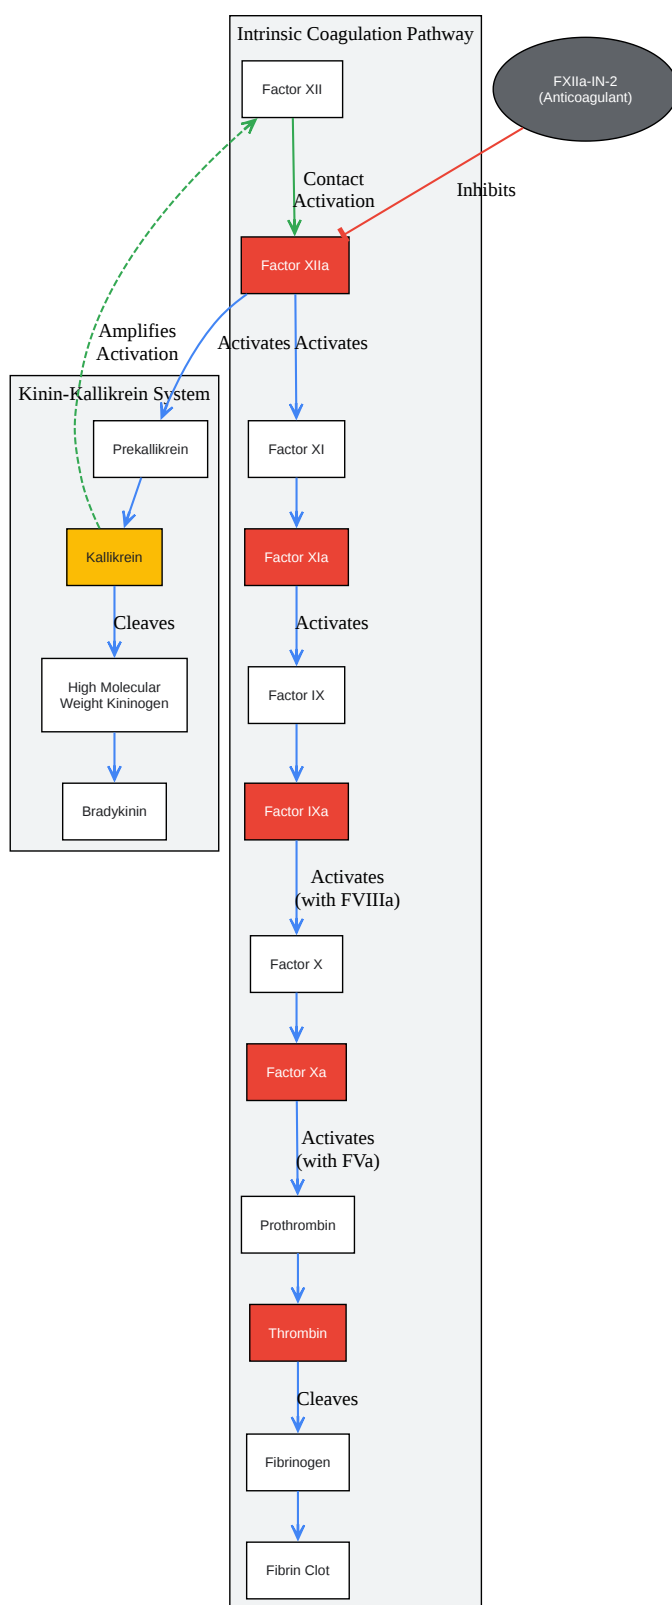 Intrinsic Coagulation Pathway
Factor XII
FXIIa-IN-2
(Anticoagulant)
Contact
Activation
Inhibits
Factor XIIa
Amplifies
Activation
Activates
Activates
Kinin-Kallikrein System
Prekallikrein
Factor XI
Kallikrein
Factor XIa
Cleaves
Activates
High Molecular
Weight Kininogen
Factor IX
Bradykinin
Factor IXa
Activates
(with FVIIIa)
Factor X
Factor Xa
Activates
(with FVa)
Prothrombin
Thrombin
Cleaves
Fibrinogen
Fibrin Clot